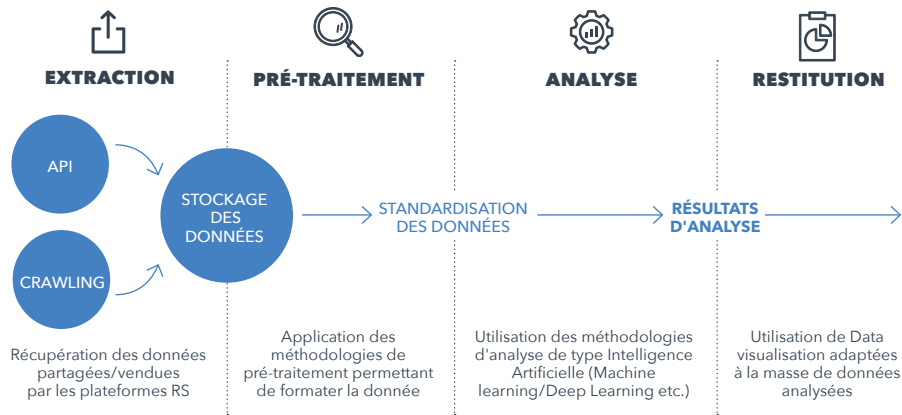 EXTRACTION
PRÉ-TRAITEMENT
ANALYSE
RESTITUTION
API
CRAWLING
STOCKAGE
DES
DONNÉES
STANDARDISATION
DES DONNÉES
RÉSULTATS
D'ANALYSE
Récupération des données
partagées/vendues
par les plateformes RS
Application des
méthodologies de
pré-traitement permettant
de formater la donnée
Utilisation des méthodologies
d'analyse de type Intelligence
Artificielle (Machine
learning/Deep Learning etc.)
Utilisation de Data
visualisation adaptées
à la masse de données
analysées